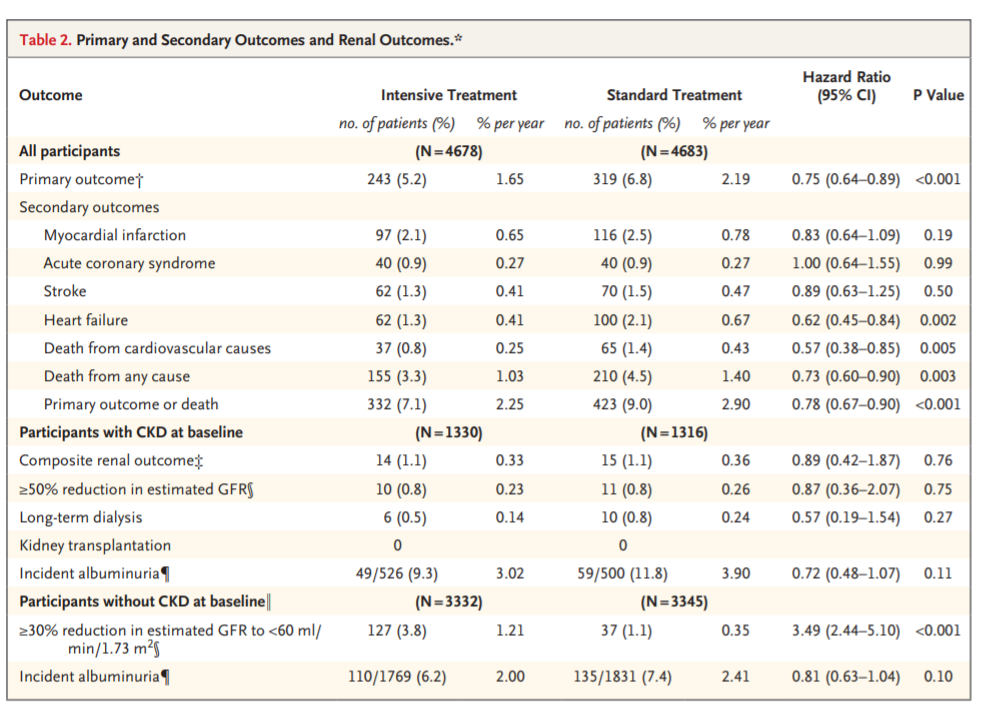 Table 2. Primary and Secondary Outcomes and Renal Outcomes.*
Outcome Intensive Treatment Standard Treatment Hazard Ratio (95% CI) P Value
no. of patients (%) % per year no. of patients (%) % per year
All participants (N=4678) (N=4683)
Primary outcome† 243 (5.2) 1.65 319 (6.8) 2.19 0.75 (0.64–0.89) <0.001
Secondary outcomes
Myocardial infarction 97 (2.1) 0.65 116 (2.5) 0.78 0.83 (0.64–1.09) 0.19
Acute coronary syndrome 40 (0.9) 0.27 40 (0.9) 0.27 1.00 (0.64–1.55) 0.99
Stroke 62 (1.3) 0.41 70 (1.5) 0.47 0.89 (0.63–1.25) 0.50
Heart failure 62 (1.3) 0.41 100 (2.1) 0.67 0.62 (0.45–0.84) 0.002
Death from cardiovascular causes 37 (0.8) 0.25 65 (1.4) 0.43 0.57 (0.38–0.85) 0.005
Death from any cause 155 (3.3) 1.03 210 (4.5) 1.40 0.73 (0.60–0.90) 0.003
Primary outcome or death 332 (7.1) 2.25 423 (9.0) 2.90 0.78 (0.67–0.90) <0.001
Participants with CKD at baseline (N=1330) (N=1316)
Composite renal outcome‡ 14 (1.1) 0.33 15 (1.1) 0.36 0.89 (0.42–1.87) 0.76
≥50% reduction in estimated GFR§ 10 (0.8) 0.23 11 (0.8) 0.26 0.87 (0.36–2.07) 0.75
Long-term dialysis 6 (0.5) 0.14 10 (0.8) 0.24 0.57 (0.19–1.54) 0.27
Kidney transplantation 0 0
Incident albuminuria¶ 49/526 (9.3) 3.02 59/500 (11.8) 3.90 0.72 (0.48–1.07) 0.11
Participants without CKD at baseline‖ (N=3332) (N=3345)
≥30% reduction in estimated GFR to <60 ml/ 127 (3.8) 1.21 37 (1.1) 0.35 3.49 (2.44–5.10) <0.001
min/1.73 m²§
Incident albuminuria¶ 110/1769 (6.2) 2.00 135/1831 (7.4) 2.41 0.81 (0.63–1.04) 0.10